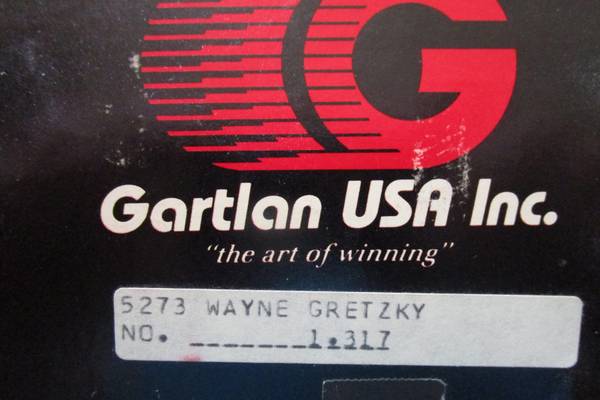 G
Gartlan USA Inc.
"the art of winning"
5273 WAYNE GRETZKY
NO. _______1.317